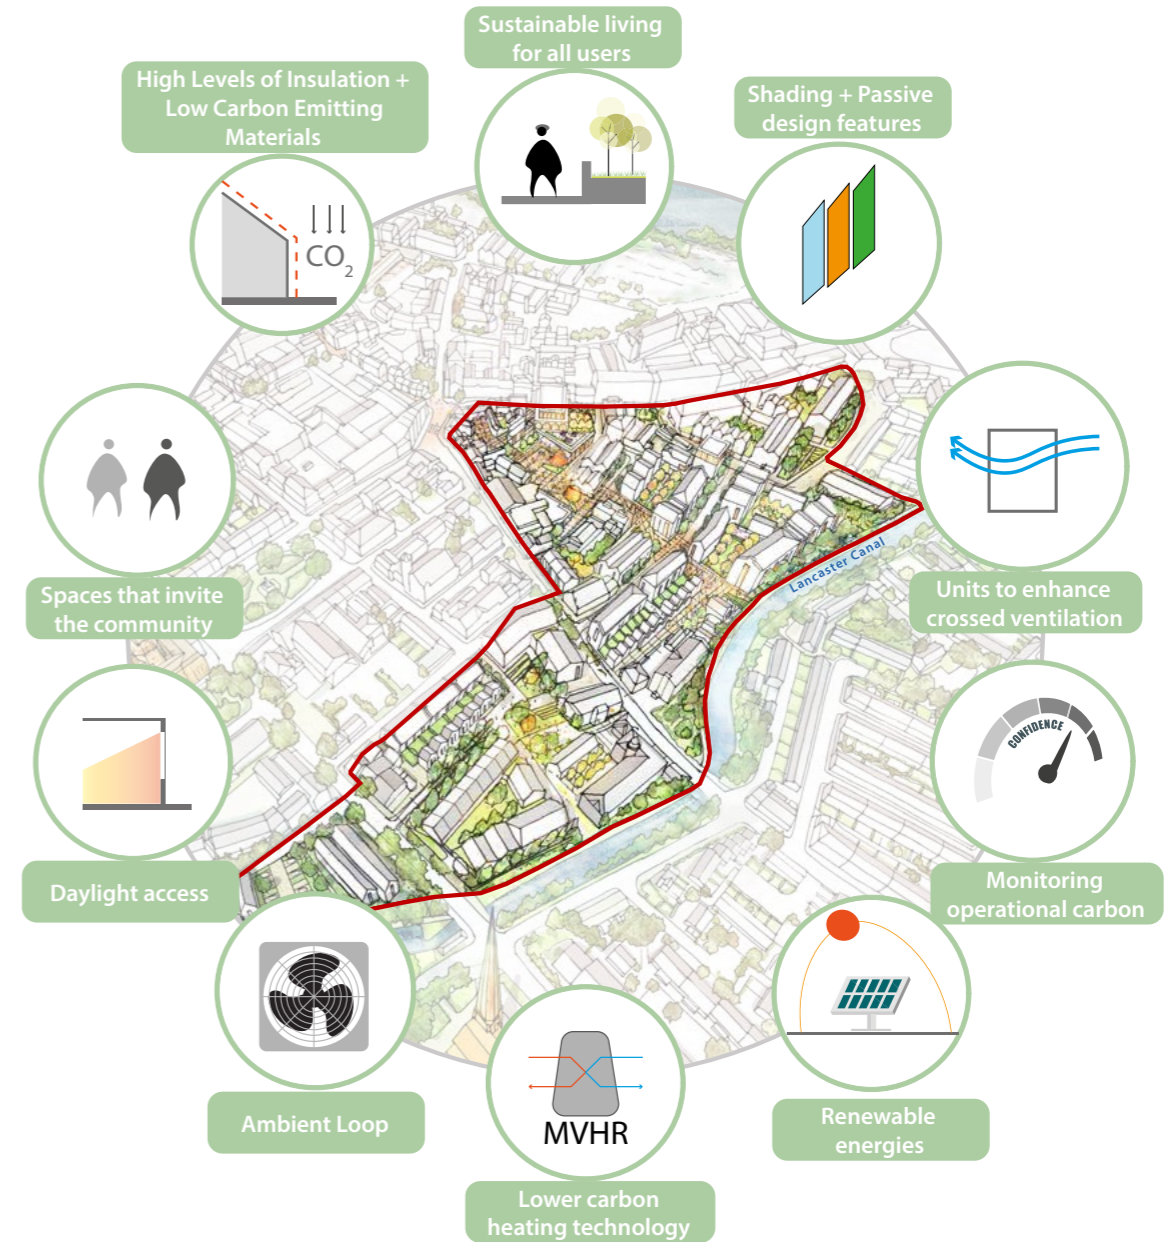 Sustainable living
for all users
High Levels of Insulation +
Low Carbon Emitting
Materials
Shading + Passive
design features
CO2
Spaces that invite
the community
Lancaster Canal
Units to enhance
crossed ventilation
CONFIDENCE
Daylight access
Monitoring
operational carbon
Ambient Loop
MVHR
Renewable
energies
Lower carbon
heating technology